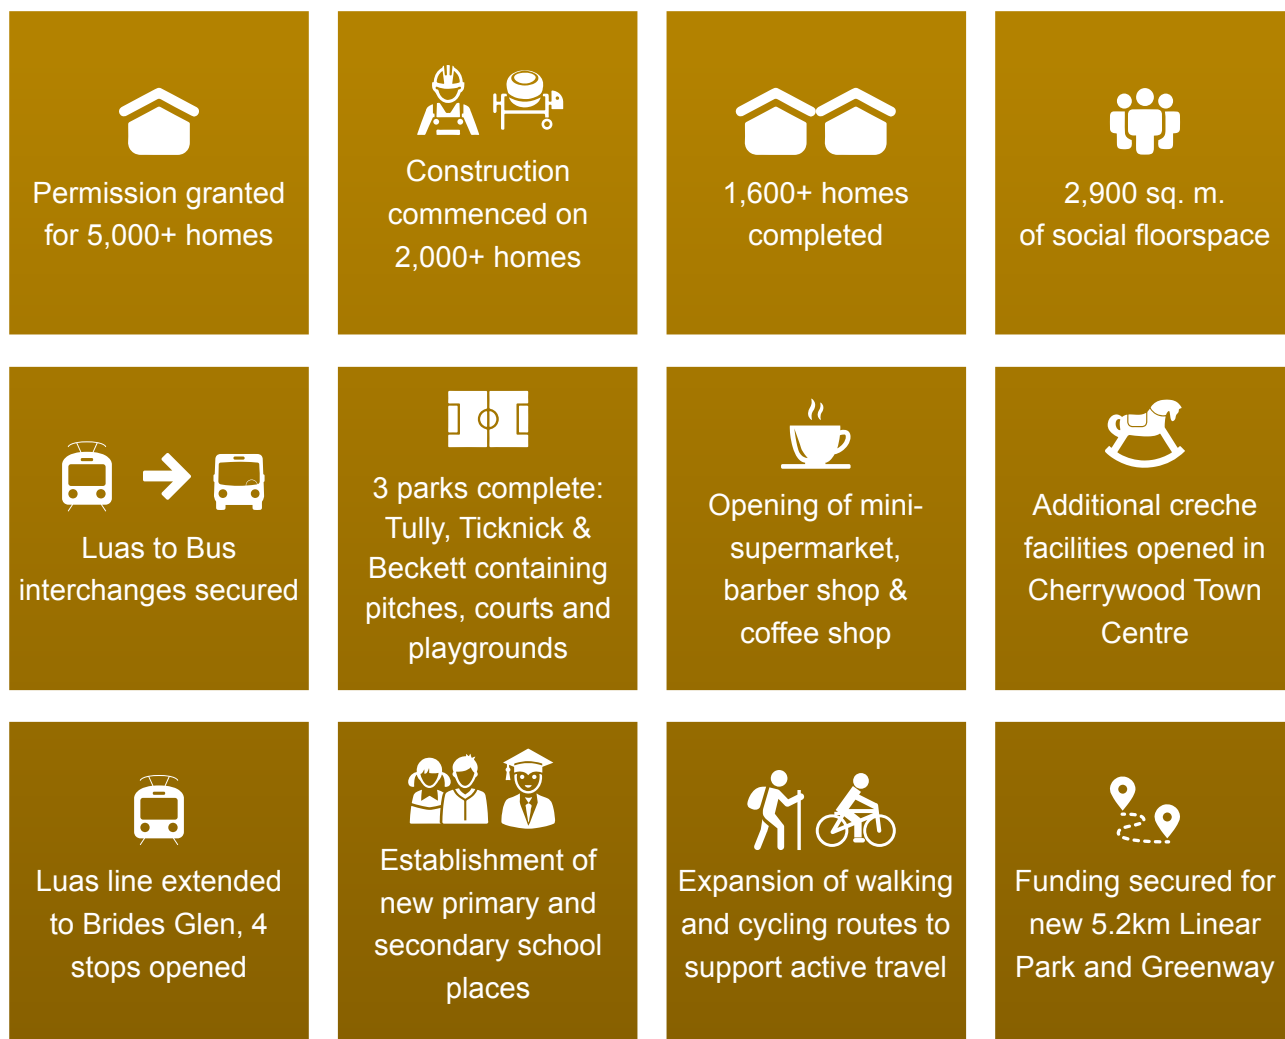 Permission granted
for 5,000+ homes
Construction
commenced on
2,000+ homes
1,600+ homes
completed
2,900 sq. m.
of social floorspace
Luas to Bus
interchanges secured
3 parks complete:
Tully, Ticknick &
Beckett containing
pitches, courts and
playgrounds
Opening of mini-
supermarket,
barber shop &
coffee shop
Additional creche
facilities opened in
Cherrywood Town
Centre
Luas line extended
to Brides Glen, 4
stops opened
Establishment of
new primary and
secondary school
places
Expansion of walking
and cycling routes to
support active travel
Funding secured for
new 5.2km Linear
Park and Greenway